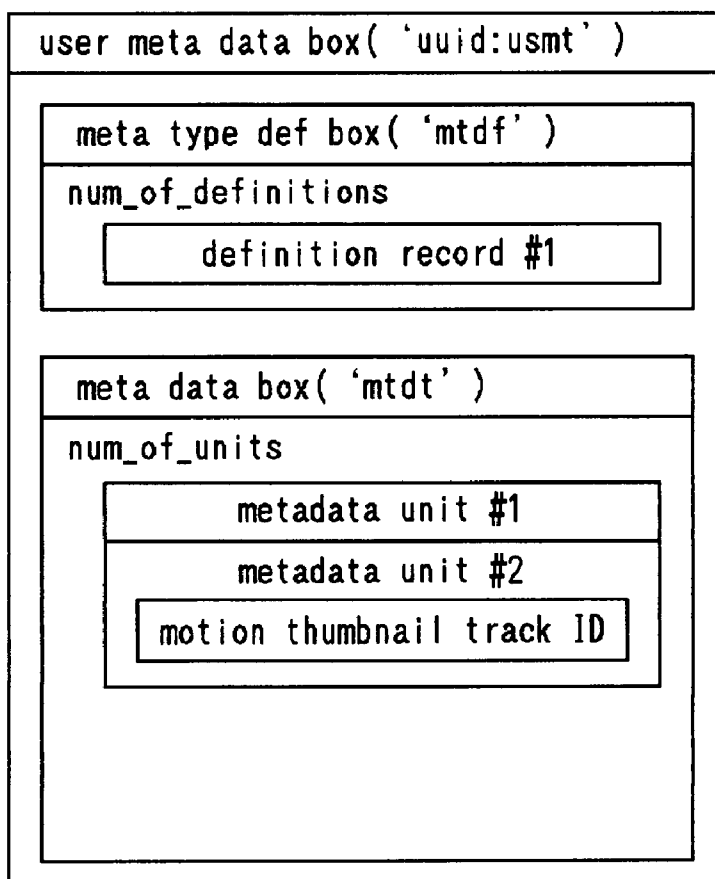 user meta data box( ‘uuid:usmt’ )
meta type def box( ‘mtdf’ )
num_of_definitions
definition record #1
meta data box( ‘mtdt’ )
num_of_units
metadata unit #1
metadata unit #2
motion thumbnail track ID